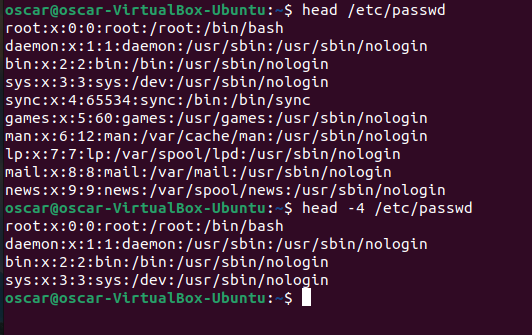 oscar@oscar-VirtualBox-Ubuntu:~$ head /etc/passwd
root:x:0:0:root:/root:/bin/bash
daemon:x:1:1:daemon:/usr/sbin:/usr/sbin/nologin
bin:x:2:2:bin:/bin:/usr/sbin/nologin
sys:x:3:3:sys:/dev:/usr/sbin/nologin
sync:x:4:65534:sync:/bin:/bin/sync
games:x:5:60:games:/usr/games:/usr/sbin/nologin
man:x:6:12:man:/var/cache/man:/usr/sbin/nologin
lp:x:7:7:lp:/var/spool/lpd:/usr/sbin/nologin
mail:x:8:8:mail:/var/mail:/usr/sbin/nologin
news:x:9:9:news:/var/spool/news:/usr/sbin/nologin
oscar@oscar-VirtualBox-Ubuntu:~$ head -4 /etc/passwd
root:x:0:0:root:/root:/bin/bash
daemon:x:1:1:daemon:/usr/sbin:/usr/sbin/nologin
bin:x:2:2:bin:/bin:/usr/sbin/nologin
sys:x:3:3:sys:/dev:/usr/sbin/nologin
oscar@oscar-VirtualBox-Ubuntu:~$